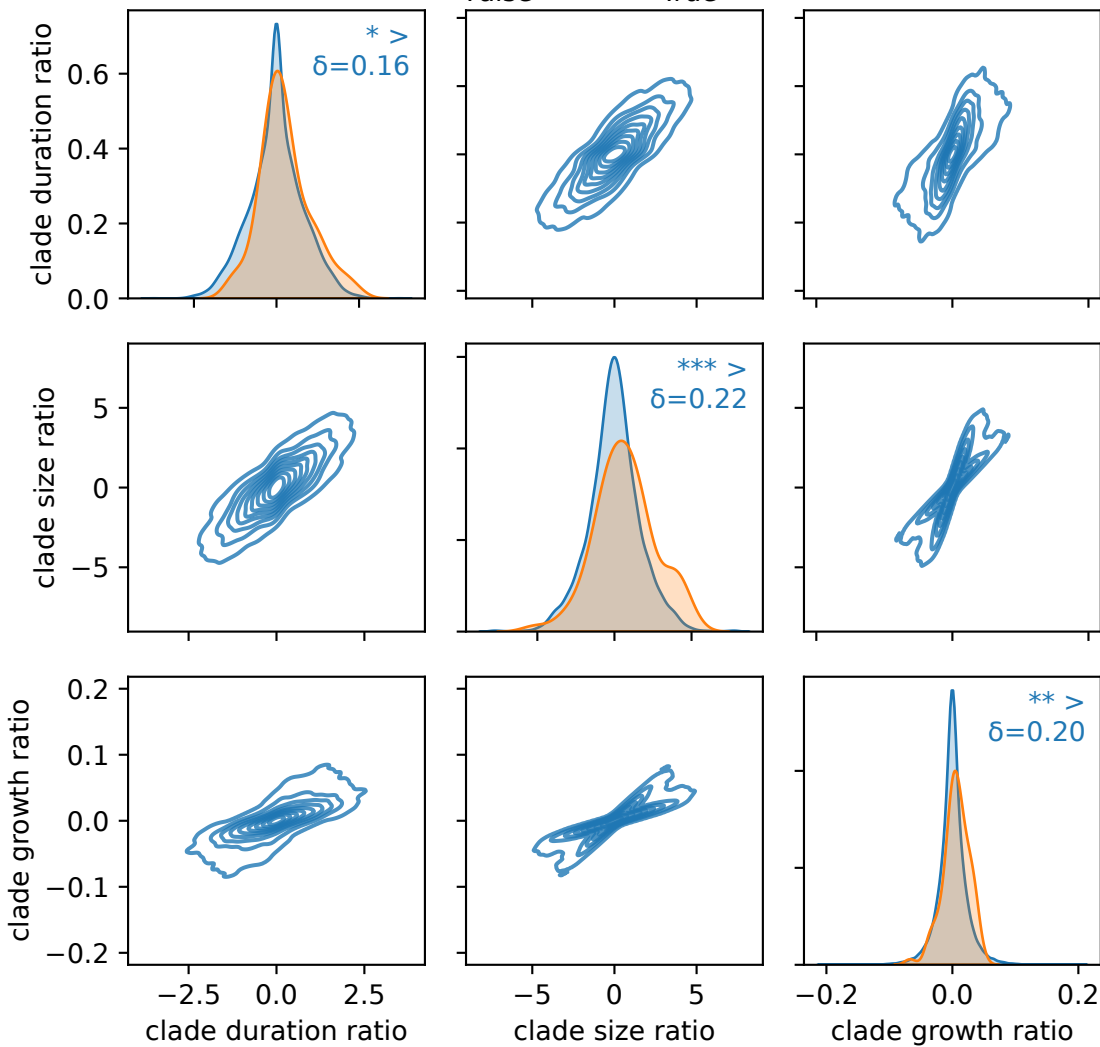 clade duration ratio
0.6
0.4
0.2
0.0
* >
δ=0.16
clade size ratio
5
0
−5
*** >
δ=0.22
clade growth ratio
0.2
0.1
0.0
−0.1
−0.2
** >
δ=0.20
−2.5 0.0 2.5
−5 0 5
−0.2 0.0 0.2
clade duration ratio
clade size ratio
clade growth ratio